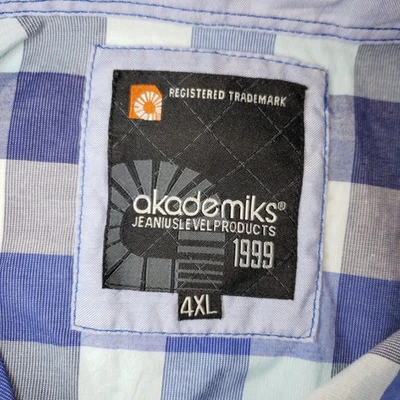 REGISTERED TRADEMARK
akademiks®
JEANIUSLEVELPRODUCTS
1999
4XL